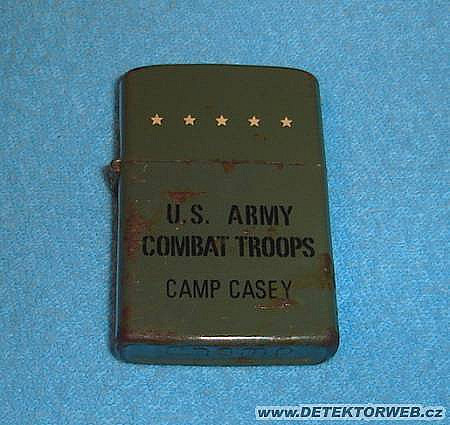 U.S. ARMY
COMBAT TROOPS
CAMP CASEY
www.DETEKTORWEB.cz